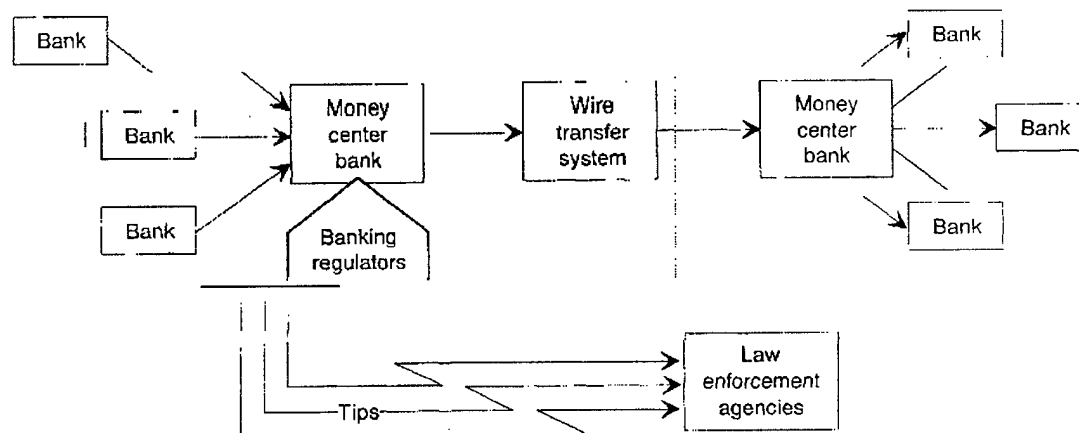 Bank
Bank
Bank
Money
center
bank
Wire
transfer
system
Money
center
bank
Bank
Bank
Bank
Banking
regulators
Law
enforcement
agencies
Tips